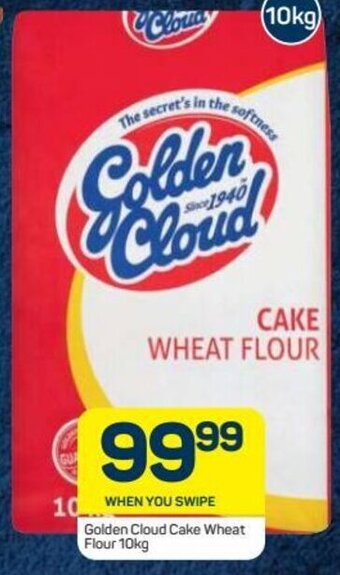 10kg
Cloud
The secret's in the softness
Golden
Since 1940
Cloud
CAKE
WHEAT FLOUR
99.99
WHEN YOU SWIPE
Golden Cloud Cake Wheat
Flour 10kg